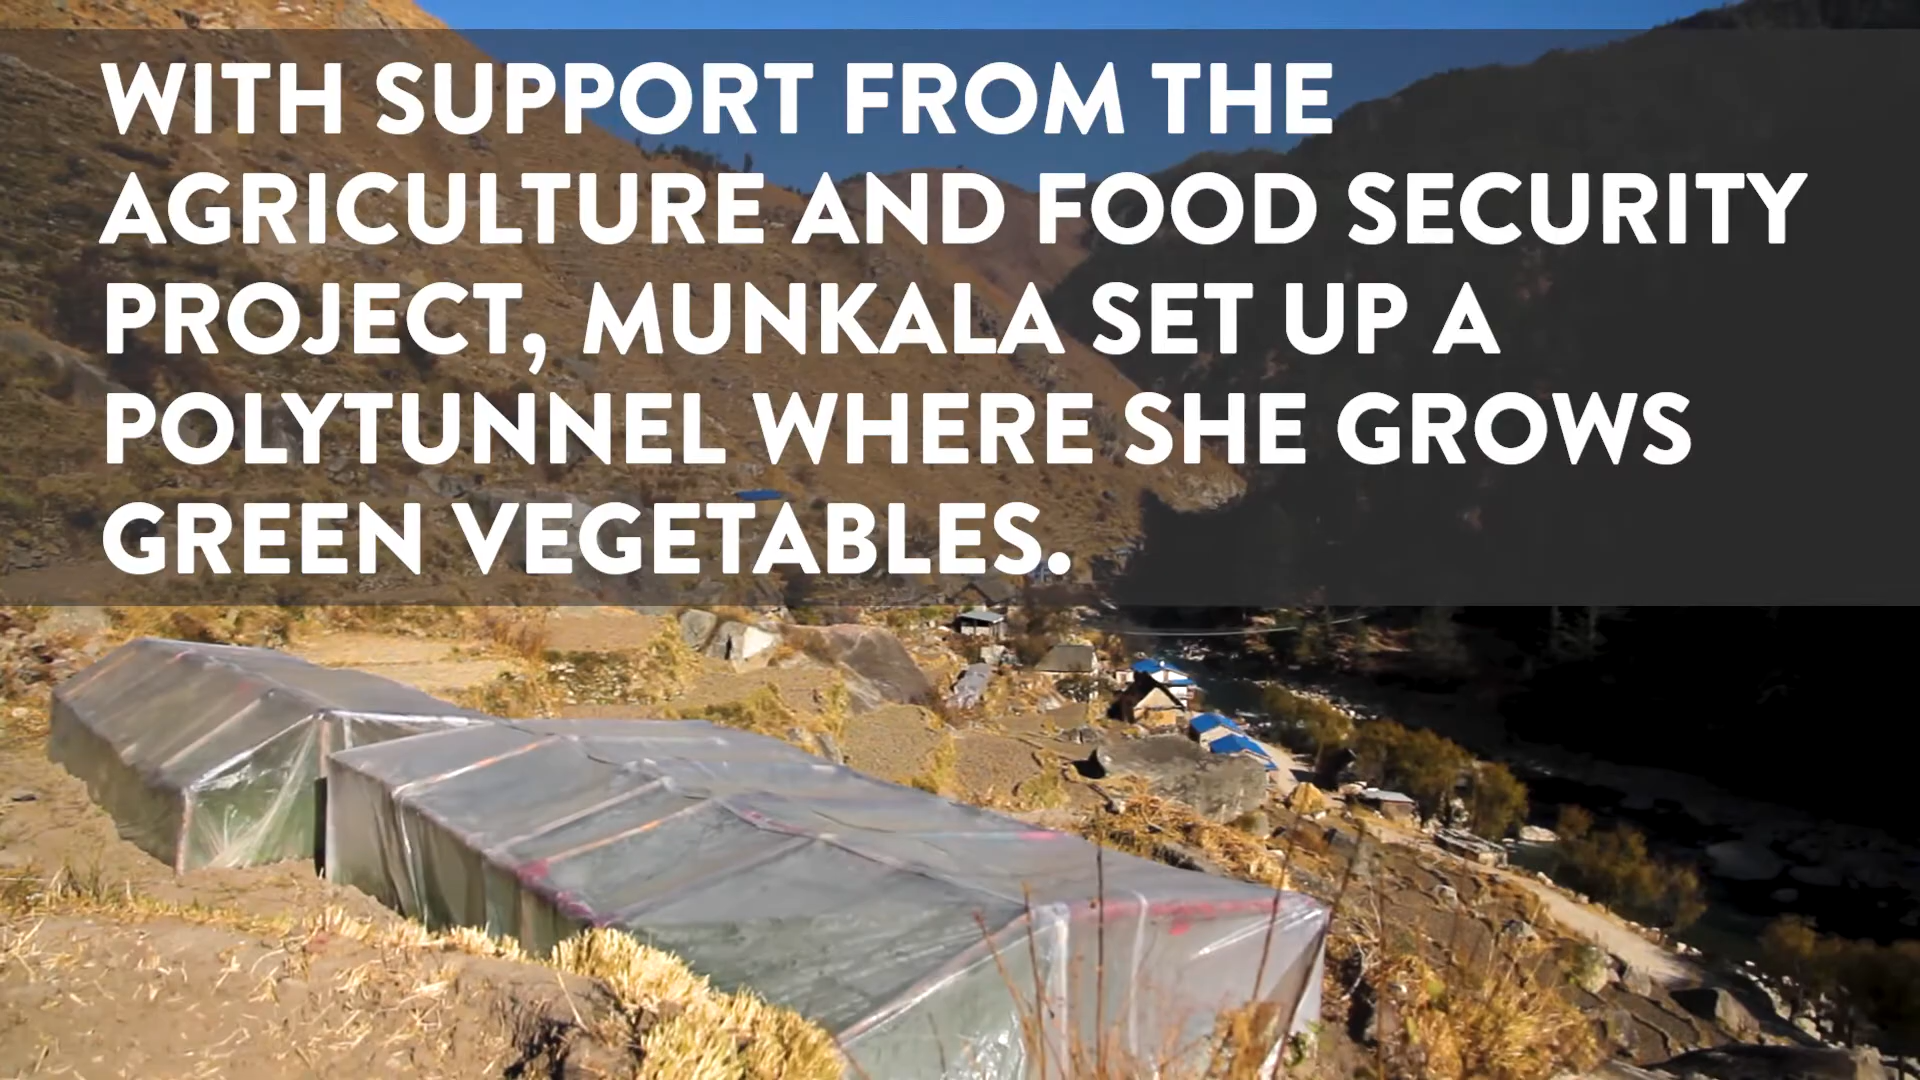 WITH SUPPORT FROM THE
AGRICULTURE AND FOOD SECURITY
PROJECT, MUNKALA SET UP A
POLYTUNNEL WHERE SHE GROWS
GREEN VEGETABLES.